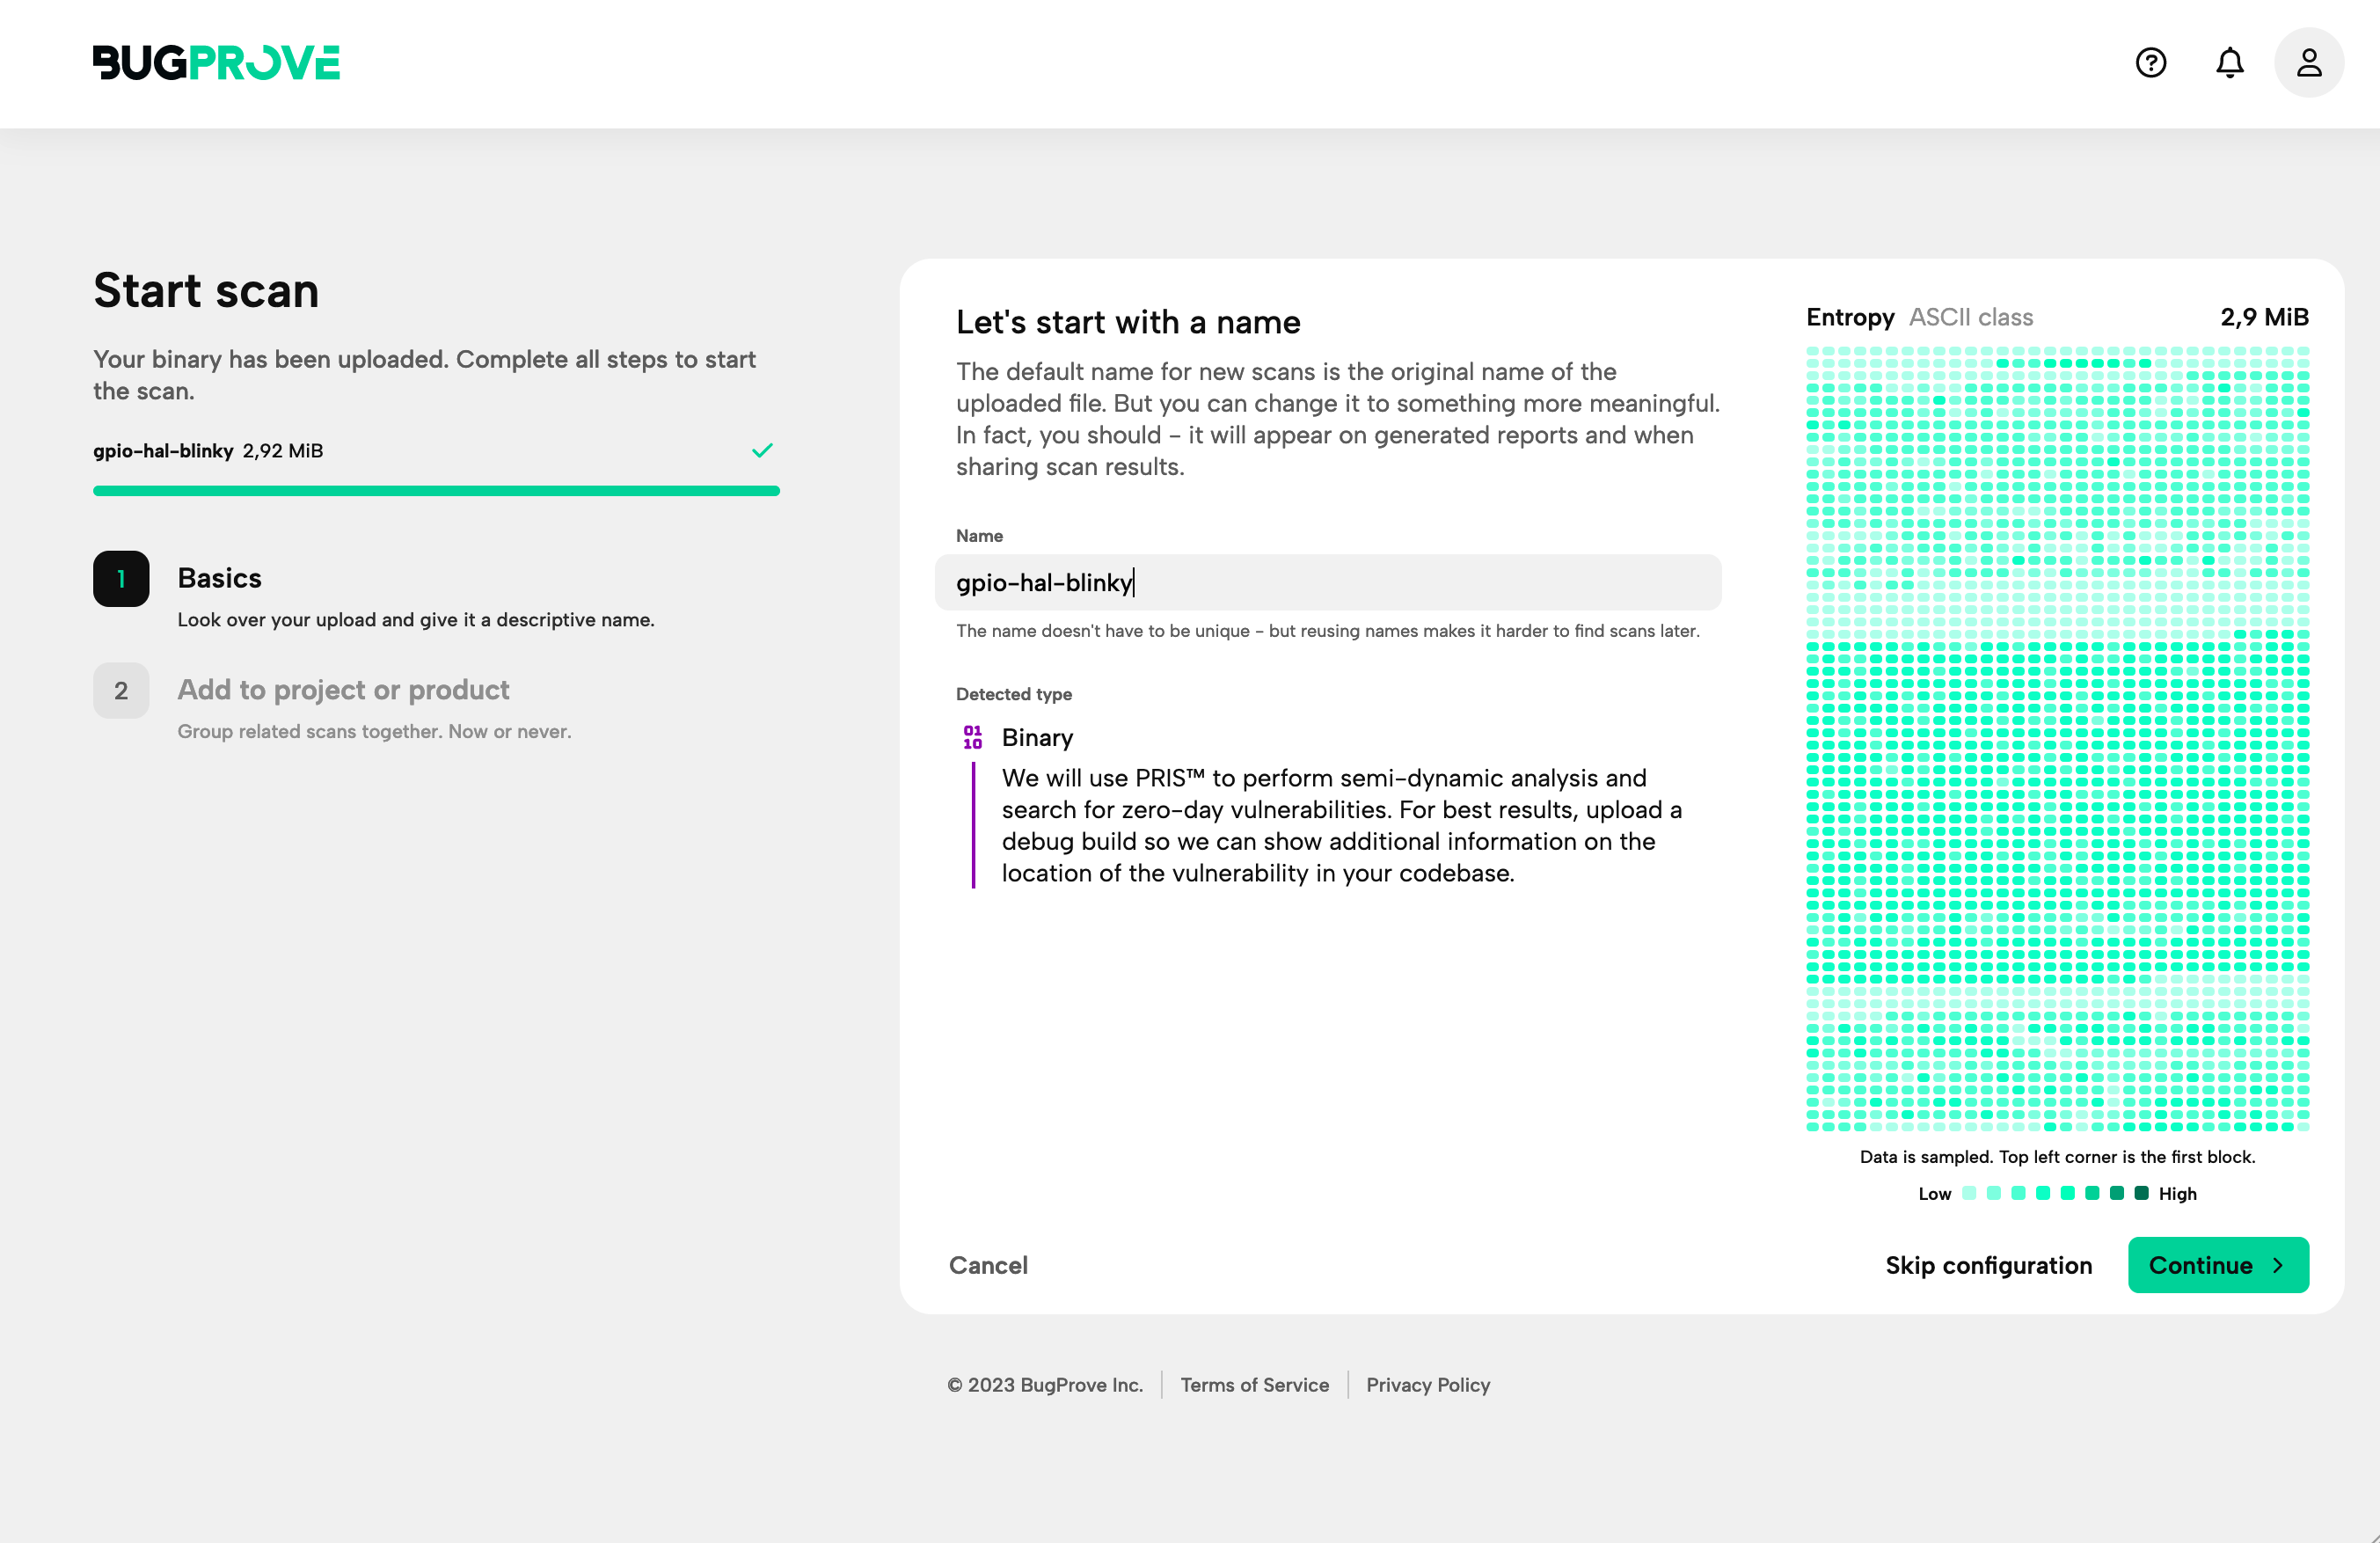 BUGPROVE
Start scan
Your binary has been uploaded. Complete all steps to start
the scan.
gpio-hal-blinky 2,92 MiB
1
Basics
Look over your upload and give it a descriptive name.
2
Add to project or product
Group related scans together. Now or never.
Let's start with a name
The default name for new scans is the original name of the
uploaded file. But you can change it to something more meaningful.
In fact, you should - it will appear on generated reports and when
sharing scan results.
Name
gpio-hal-blinky
The name doesn't have to be unique - but reusing names makes it harder to find scans later.
Detected type
01
10
Binary
We will use PRIS™ to perform semi-dynamic analysis and
search for zero-day vulnerabilities. For best results, upload a
debug build so we can show additional information on the
location of the vulnerability in your codebase.
Entropy ASCII class 2,9 MiB
Data is sampled. Top left corner is the first block.
Low High
Cancel
Skip configuration
Continue
© 2023 BugProve Inc. Terms of Service Privacy Policy